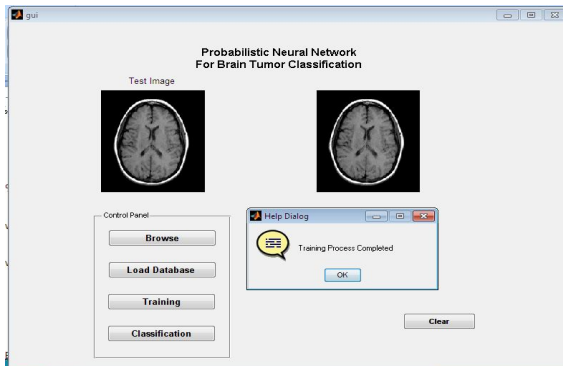 gui
Probabilistic Neural Network
For Brain Tumor Classification
Test Image
Control Panel
Browse
Load Database
Training
Classification
Help Dialog
Training Process Completed
OK
Clear